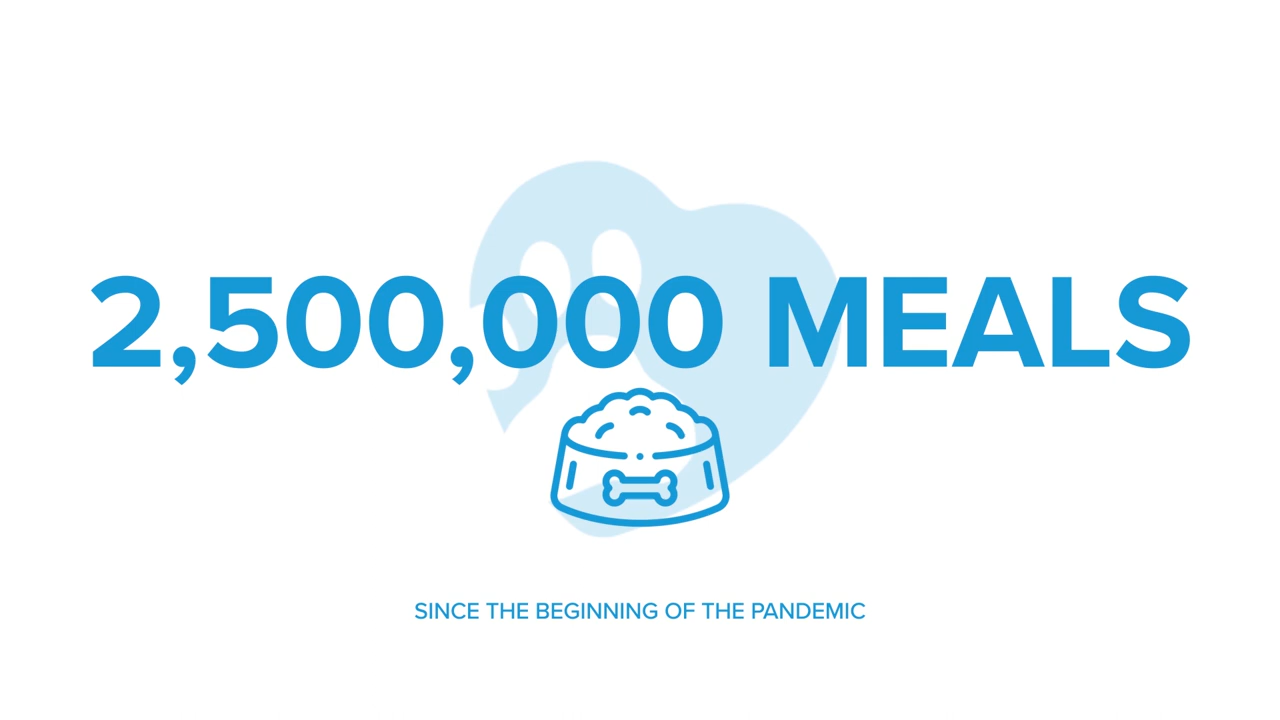 2,500,000 MEALS
SINCE THE BEGINNING OF THE PANDEMIC